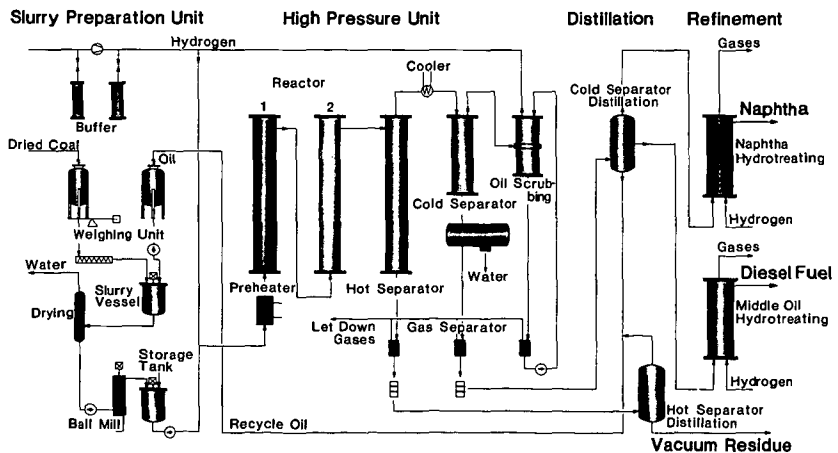 Slurry Preparation Unit
High Pressure Unit
Distillation
Refinement
Hydrogen
Gases
Cooler
Reactor
1
2
Cold Separator
Distillation
Naphtha
Buffer
Dried Coal
Oil
Naphtha
Hydrotreating
Oil Scrub-
bing
Cold Separator
Weighing Unit
Hydrogen
Gases
Water
Water
Diesel Fuel
Slurry
Vessel
Preheater
Hot Separator
Middle Oil
Hydrotreating
Drying
Let Down
Gases
Gas Separator
Storage
Tank
Hydrogen
Ball Mill
Recycle Oil
Hot Separator
Distillation
Vacuum Residue